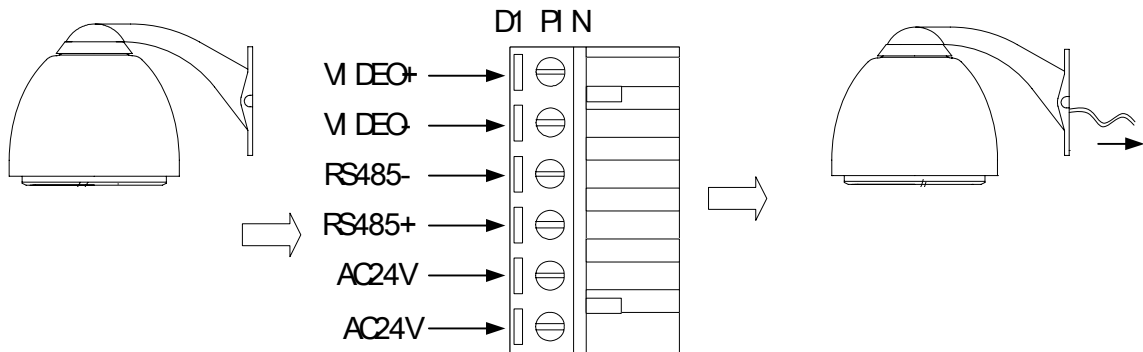 D1 PIN
VIDEO+
VIDEO-
RS485-
RS485+
AC24V
AC24V